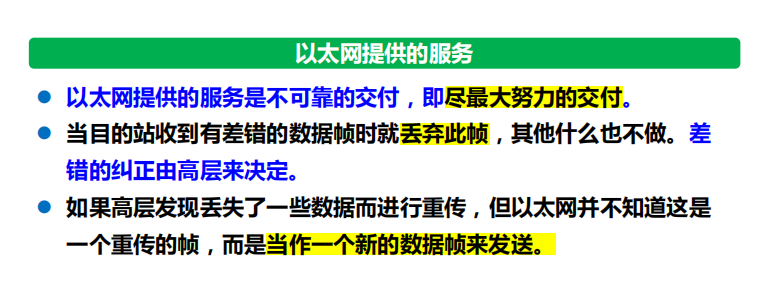 以太网提供的服务
以太网提供的服务是不可靠的交付，即尽最大努力的交付。
当目的站收到有差错的数据帧时就丢弃此帧，其他什么也不做。差
错的纠正由高层来决定。
如果高层发现丢失了一些数据而进行重传，但以太网并不知道这是
一个重传的帧，而是当作一个新的数据帧来发送。